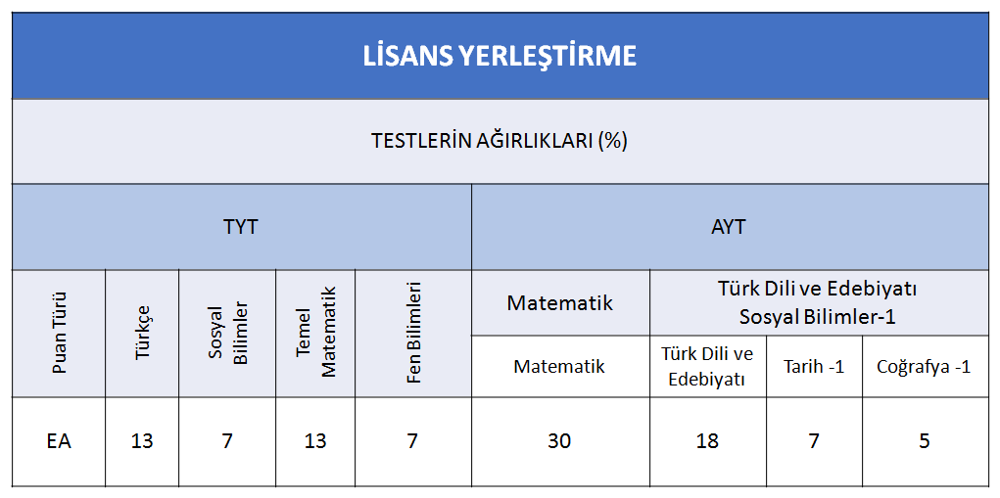 LİSANS YERLEŞTİRME
TESTLERİN AĞIRLIKLARI (%)
TYT
AYT
Puan Türü
Türkçe
Sosyal
Bilimler
Temel
Matematik
Fen Bilimleri
Matematik
Türk Dili ve Edebiyatı
Sosyal Bilimler-1
Matematik
Türk Dili ve
Edebiyatı
Tarih -1
Coğrafya -1
EA
13
7
13
7
30
18
7
5